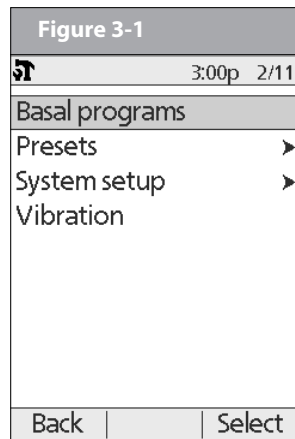 Figure 3-1
3:00p 2/11
Basal programs
Presets
System setup
Vibration
Back Select